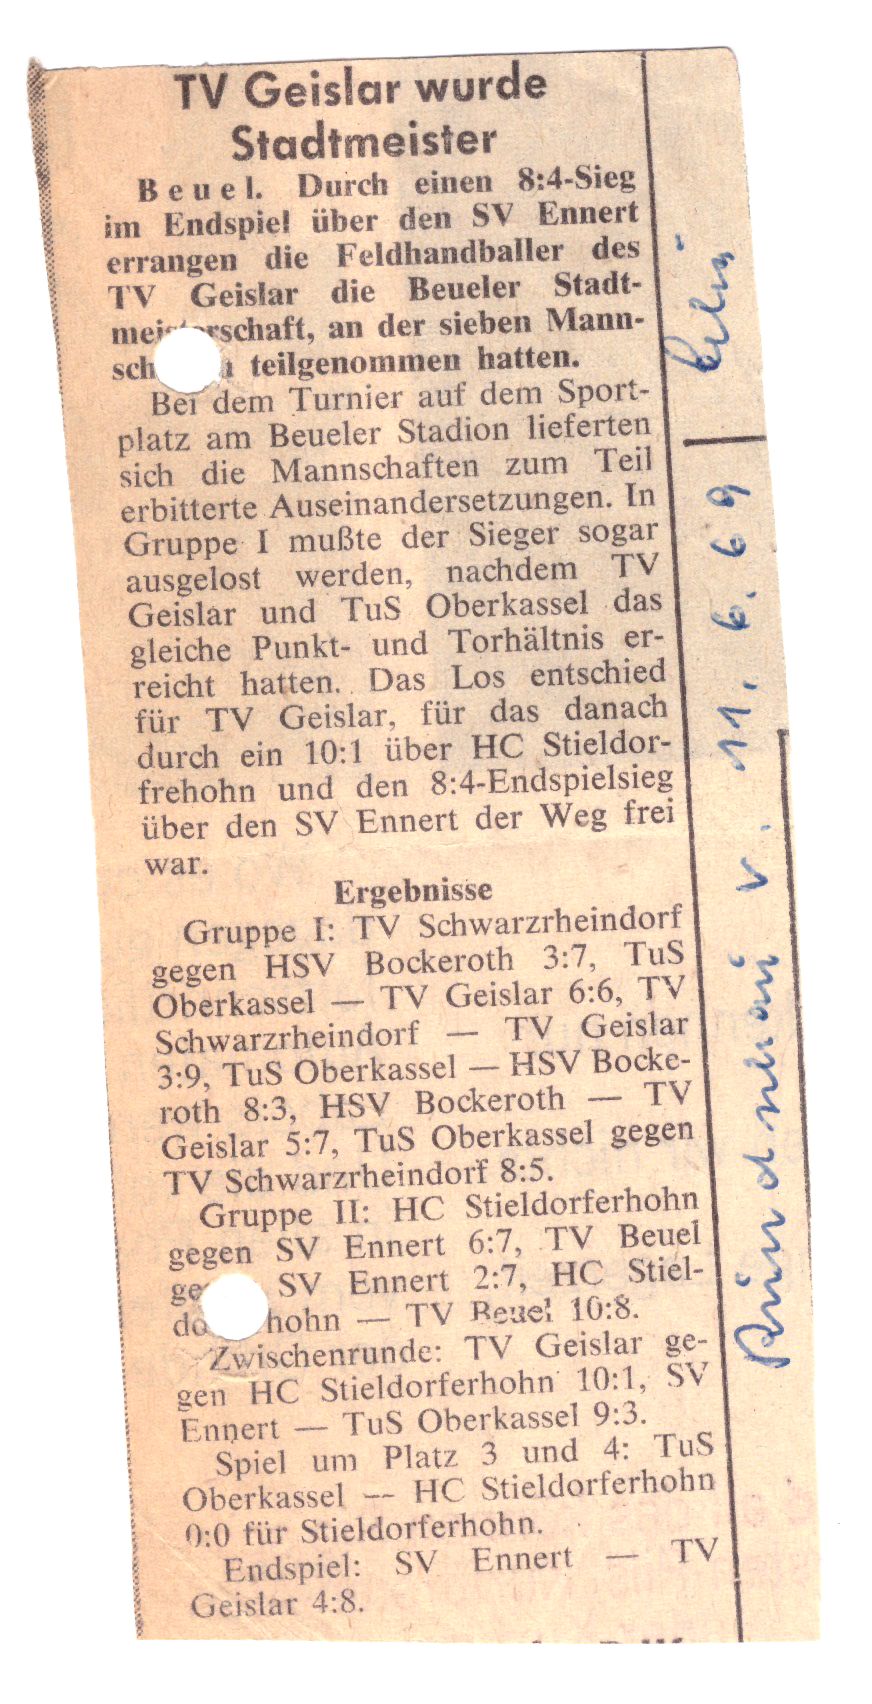 TV Geislar wurde
Stadtmeister
Beuel. Durch einen 8:4-Sieg
im Endspiel über den SV Ennert
errangen die Feldhandballer des
TV Geislar die Beueler Stadt-
meisterschaft, an der sieben Mann-
sch n teilgenommen hatten.
Bei dem Turnier auf dem Sport-
platz am Beueler Stadion lieferten
sich die Mannschaften zum Teil
erbitterte Auseinandersetzungen. In
Gruppe I mußte der Sieger sogar
ausgelost werden, nachdem TV
Geislar und TuS Oberkassel das
gleiche Punkt- und Torhältnis er-
reicht hatten. Das Los entschied
für TV Geislar, für das danach
durch ein 10:1 über HC Stieldor-
frehohn und den 8:4-Endspielsieg
über den SV Ennert der Weg frei
war.
Ergebnisse
Gruppe I: TV Schwarzrheindorf
gegen HSV Bockeroth 3:7, TuS
Oberkassel — TV Geislar 6:6, TV
Schwarzrheindorf — TV Geislar
3:9, TuS Oberkassel — HSV Bocke-
roth 8:3, HSV Bockeroth — TV
Geislar 5:7, TuS Oberkassel gegen
TV Schwarzrheindorf 8:5.
Gruppe II: HC Stieldorferhohn
gegen SV Ennert 6:7, TV Beuel
ge SV Ennert 2:7, HC Stiel-
do hohn — TV Beuel 10:8.
Zwischenrunde: TV Geislar ge-
gen HC Stieldorferhohn 10:1, SV
Ennert — TuS Oberkassel 9:3.
Spiel um Platz 3 und 4: TuS
Oberkassel — HC Stieldorferhohn
0:0 für Stieldorferhohn.
Endspiel: SV Ennert — TV
Geislar 4:8.
v. 11. 6. 69